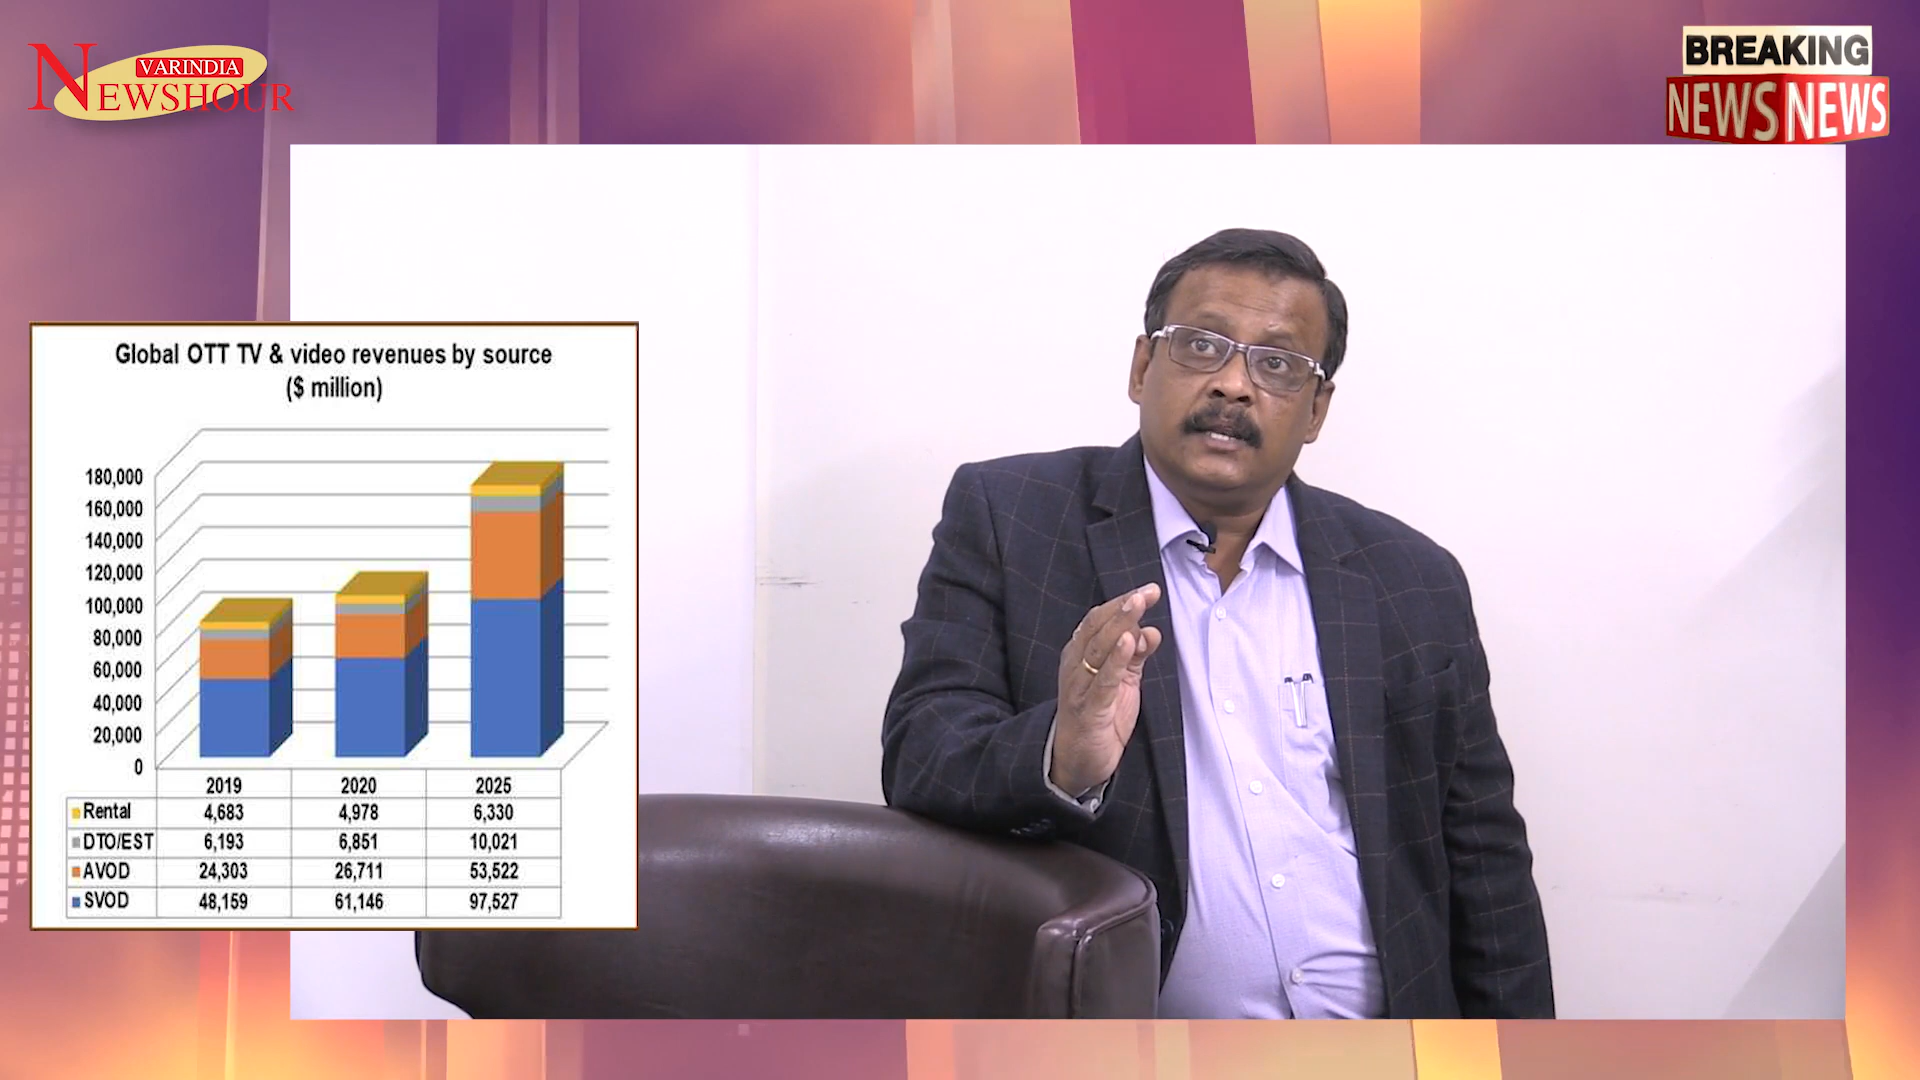 VARINDIA
NEWSHOUR
BREAKING
NEWS NEWS
Global OTT TV & video revenues by source
($ million)
180,000
160,000
140,000
120,000
100,000
80,000
60,000
40,000
20,000
0
2019 2020 2025
Rental 4,683 4,978 6,330
DTO/EST 6,193 6,851 10,021
AVOD 24,303 26,711 53,522
SVOD 48,159 61,146 97,527